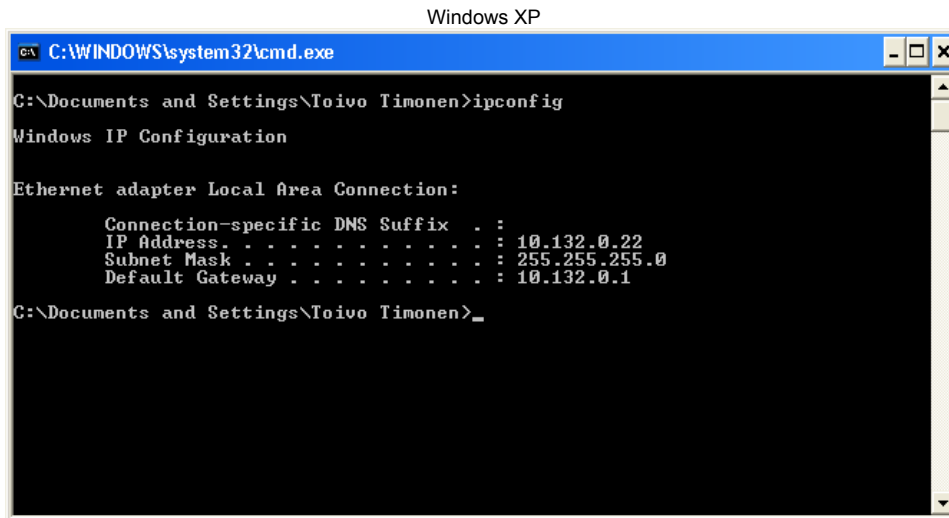 Windows XP
C:\WINDOWS\system32\cmd.exe
C:\Documents and Settings\Toivo Timonen>ipconfig
Windows IP Configuration
Ethernet adapter Local Area Connection:
Connection-specific DNS Suffix . :
IP Address. . . . . . . . . . . . : 10.132.0.22
Subnet Mask . . . . . . . . . . . : 255.255.255.0
Default Gateway . . . . . . . . . : 10.132.0.1
C:\Documents and Settings\Toivo Timonen>_